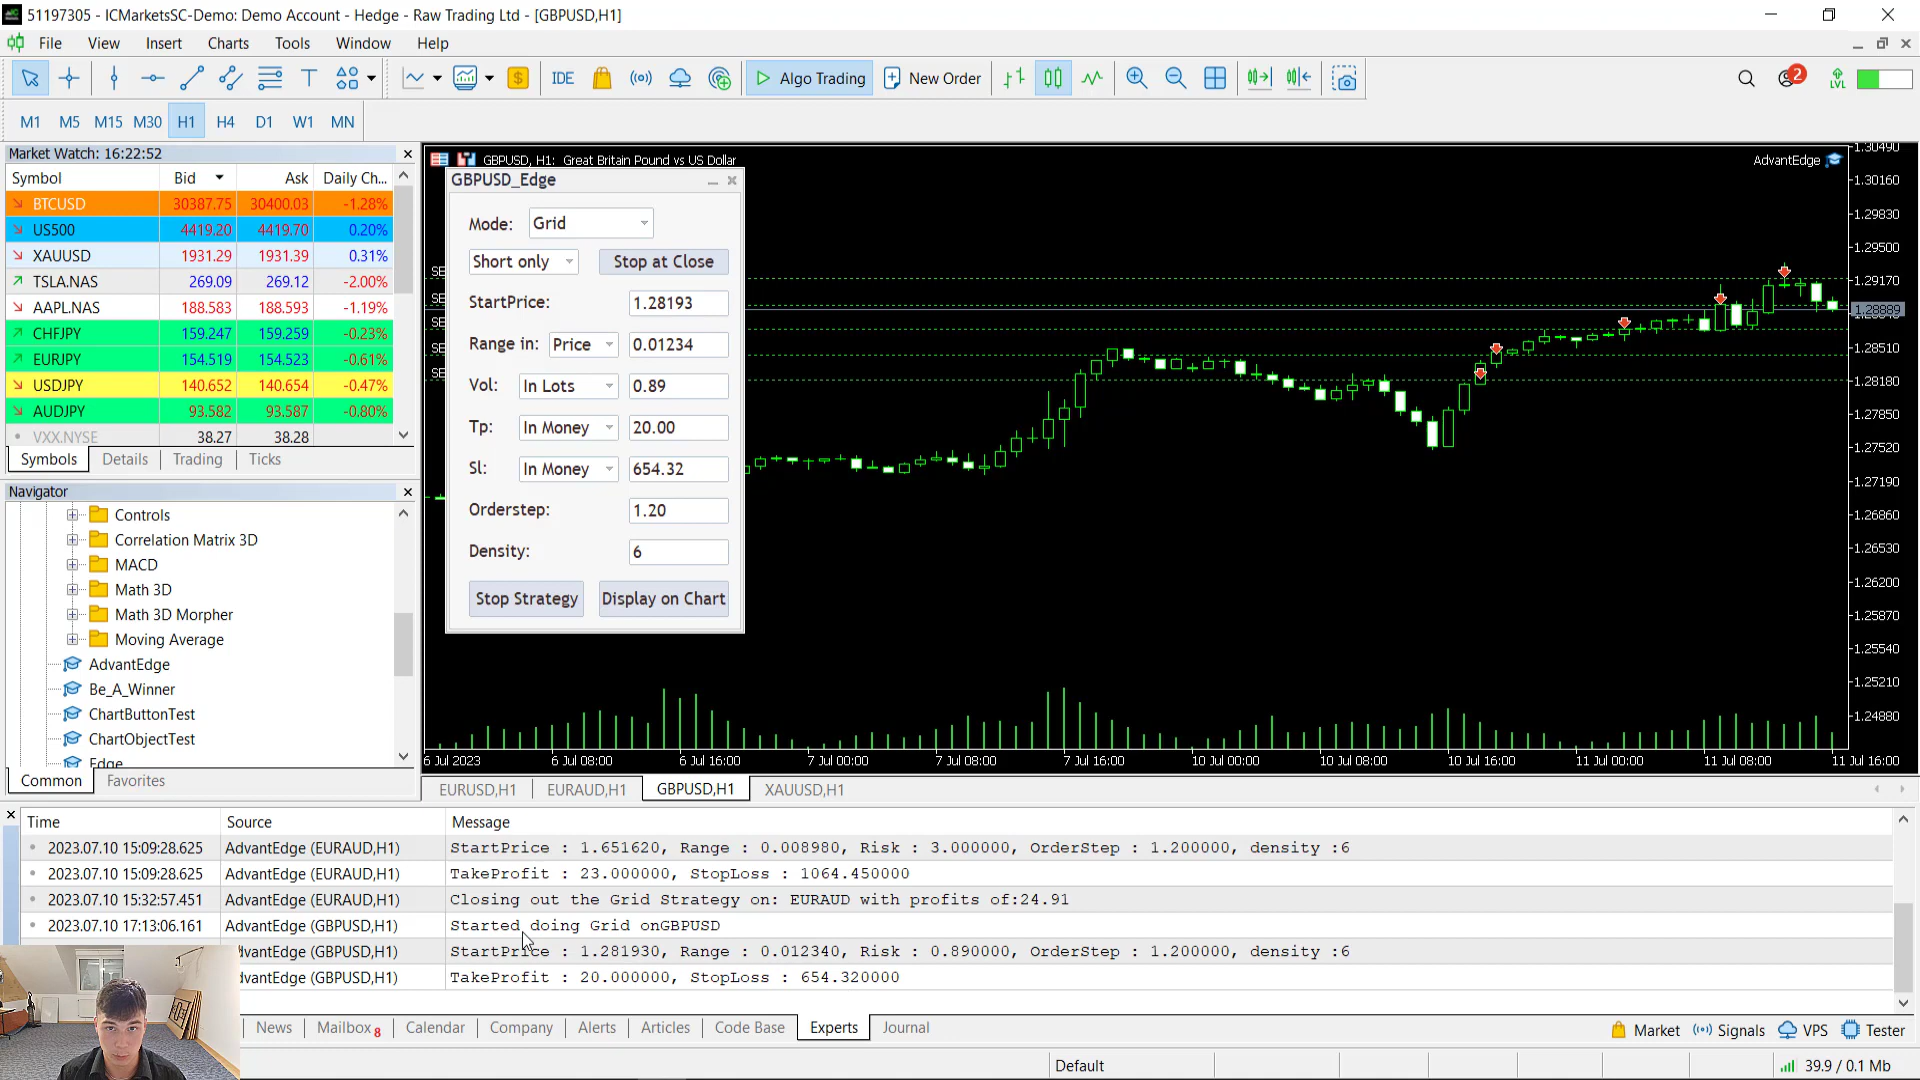 51197305 - ICMarketsSC-Demo: Demo Account - Hedge - Raw Trading Ltd - [GBPUSD,H1]
File View Insert Charts Tools Window Help
IDE Algo Trading New Order 2 LVL
M1 M5 M15 M30 H1 H4 D1 W1 MN
Market Watch: 16:22:52
Symbol Bid Ask Daily Ch...
BTCUSD 30387.75 30400.03 -1.28%
US500 4419.20 4419.70 0.20%
XAUUSD 1931.29 1931.39 0.31%
TSLA.NAS 269.09 269.12 -2.00%
AAPL.NAS 188.583 188.593 -1.19%
CHFJPY 159.247 159.259 -0.23%
EURJPY 154.519 154.523 -0.61%
USDJPY 140.652 140.654 -0.47%
AUDJPY 93.582 93.587 -0.80%
VXX.NYSE 38.27 38.28
Symbols Details Trading Ticks
Navigator
Controls
Correlation Matrix 3D
MACD
Math 3D
Math 3D Morpher
Moving Average
AdvantEdge
Be_A_Winner
ChartButtonTest
ChartObjectTest
Edge
Common Favorites
GBPUSD, H1: Great Britain Pound vs US Dollar
AdvantEdge
GBPUSD_Edge
Mode: Grid
Short only Stop at Close
StartPrice: 1.28193
Range in: Price 0.01234
Vol: In Lots 0.89
Tp: In Money 20.00
Sl: In Money 654.32
Orderstep: 1.20
Density: 6
Stop Strategy Display on Chart
SE
SE
SE
SE
SE
1.30490
1.30160
1.29830
1.29500
1.29170
1.28889
1.28510
1.28180
1.27850
1.27520
1.27190
1.26860
1.26530
1.26200
1.25870
1.25540
1.25210
1.24880
6 Jul 2023 6 Jul 08:00 6 Jul 16:00 7 Jul 00:00 7 Jul 08:00 7 Jul 16:00 10 Jul 00:00 10 Jul 08:00 10 Jul 16:00 11 Jul 00:00 11 Jul 08:00 11 Jul 16:00
EURUSD,H1 EURAUD,H1 GBPUSD,H1 XAUUSD,H1
Time Source Message
2023.07.10 15:09:28.625 AdvantEdge (EURAUD,H1) StartPrice : 1.651620, Range : 0.008980, Risk : 3.000000, OrderStep : 1.200000, density :6
2023.07.10 15:09:28.625 AdvantEdge (EURAUD,H1) TakeProfit : 23.000000, StopLoss : 1064.450000
2023.07.10 15:32:57.451 AdvantEdge (EURAUD,H1) Closing out the Grid Strategy on: EURAUD with profits of:24.91
2023.07.10 17:13:06.161 AdvantEdge (GBPUSD,H1) Started doing Grid onGBPUSD
dvantEdge (GBPUSD,H1) StartPrice : 1.281930, Range : 0.012340, Risk : 0.890000, OrderStep : 1.200000, density :6
dvantEdge (GBPUSD,H1) TakeProfit : 20.000000, StopLoss : 654.320000
News Mailbox 8 Calendar Company Alerts Articles Code Base Experts Journal
Market Signals VPS Tester
Default 39.9 / 0.1 Mb